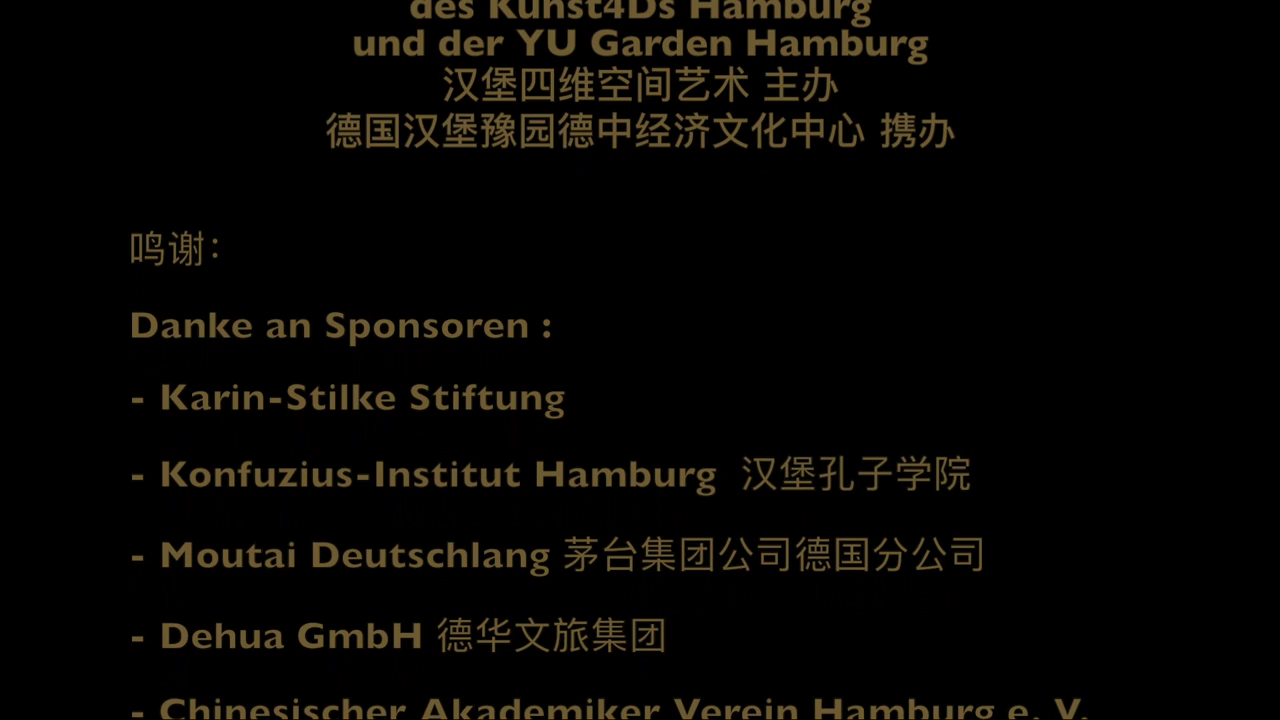 des Kunst4Ds Hamburg
und der YU Garden Hamburg
汉堡四维空间艺术 主办
德国汉堡豫园德中经济文化中心 携办
鸣谢：
Danke an Sponsoren :
- Karin-Stilke Stiftung
- Konfuzius-Institut Hamburg 汉堡孔子学院
- Moutai Deutschlang 茅台集团公司德国分公司
- Dehua GmbH 德华文旅集团
- Chinesischer Akademiker Verein Hamburg e. V.